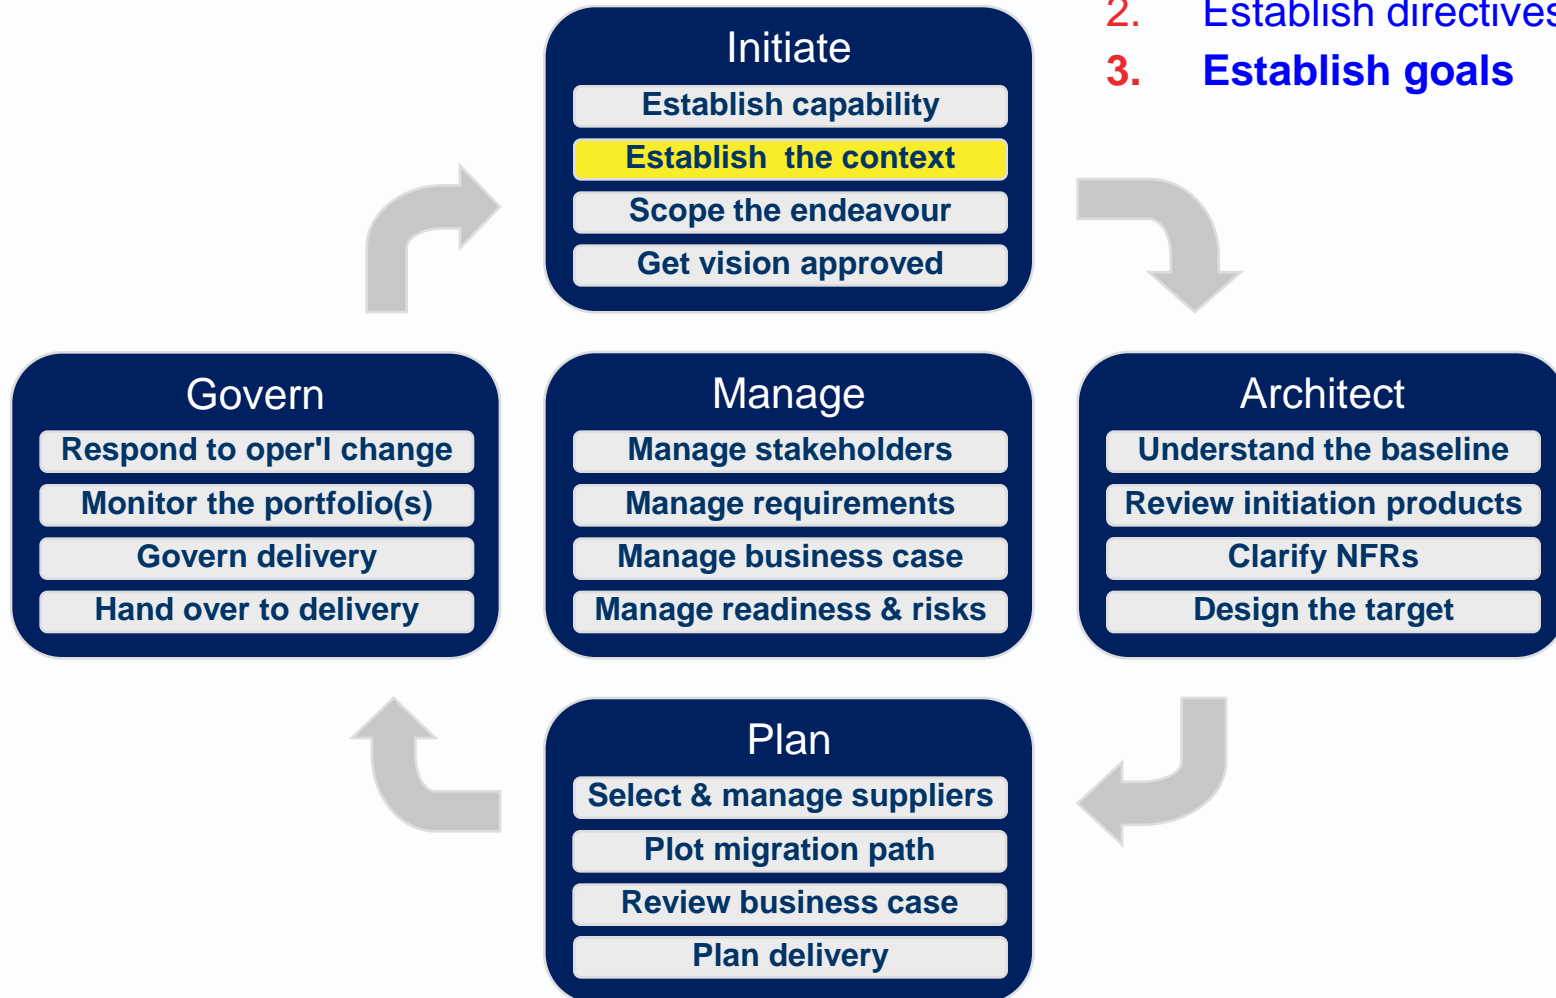 2. Establish directives
3. Establish goals
Initiate
Establish capability
Establish the context
Scope the endeavour
Get vision approved
Govern
Respond to oper'l change
Monitor the portfolio(s)
Govern delivery
Hand over to delivery
Manage
Manage stakeholders
Manage requirements
Manage business case
Manage readiness & risks
Architect
Understand the baseline
Review initiation products
Clarify NFRs
Design the target
Plan
Select & manage suppliers
Plot migration path
Review business case
Plan delivery